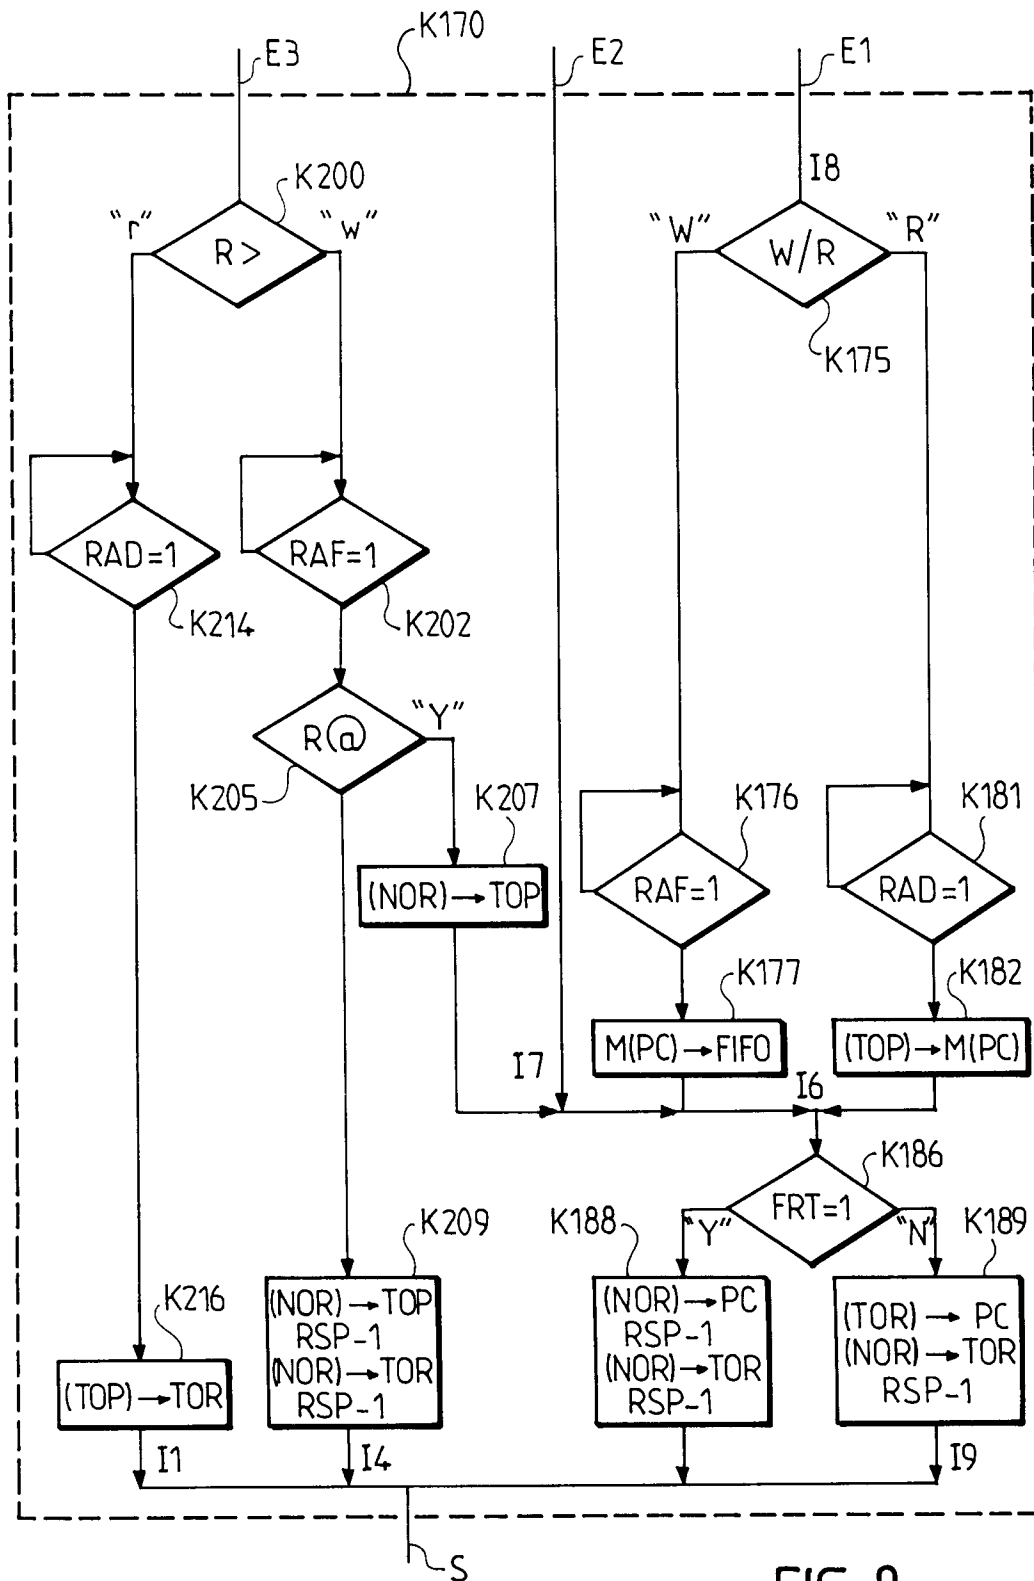 K170
E3
E2
E1
I8
K200
"r"
"w"
R>
"W"
"R"
W/R
K175
RAD=1
RAF=1
K214
K202
R@
"Y"
K205
K207
K176
K181
(NOR)→TOP
RAF=1
RAD=1
K177
K182
M(PC)→FIFO
(TOP)→M(PC)
I7
I6
K186
FRT=1
"Y"
"N"
K209
K188
K189
(NOR)→TOP
RSP-1
(NOR)→TOR
RSP-1
(NOR)→PC
RSP-1
(NOR)→TOR
RSP-1
(TOR)→PC
(NOR)→TOR
RSP-1
K216
(TOP)→TOR
I1
I4
I9
S